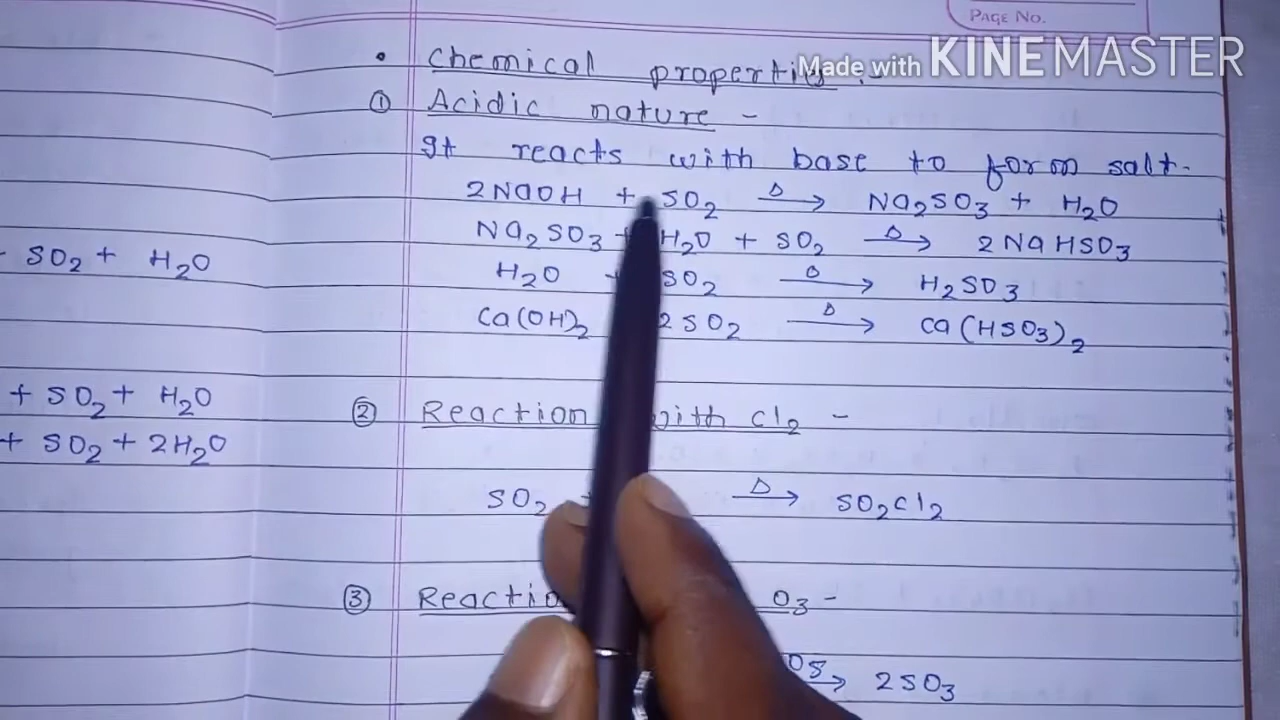 PAGE NO.
Made with KINEMASTER
• Chemical properties :-
① Acidic nature -
It reacts with base to form salt.
2NaOH + SO₂ —Δ→ Na₂SO₃ + H₂O
Na₂SO₃ + H₂O + SO₂ —Δ→ 2NaHSO₃
H₂O + SO₂ —Δ→ H₂SO₃
Ca(OH)₂ 2SO₂ —Δ→ Ca(HSO₃)₂
② Reaction with Cl₂ -
SO₂ + —Δ→ SO₂Cl₂
③ O₃ -
→ 2SO₃
SO₂ + H₂O
+ SO₂ + H₂O
+ SO₂ + 2H₂O